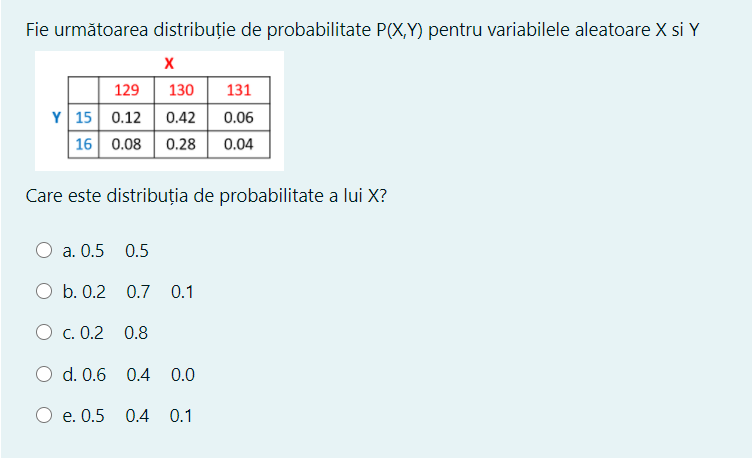 Fie următoarea distribuție de probabilitate P(X,Y) pentru variabilele aleatoare X si Y
X
129 130 131
Y 15 0.12 0.42 0.06
16 0.08 0.28 0.04
Care este distribuția de probabilitate a lui X?
a. 0.5 0.5
b. 0.2 0.7 0.1
c. 0.2 0.8
d. 0.6 0.4 0.0
e. 0.5 0.4 0.1